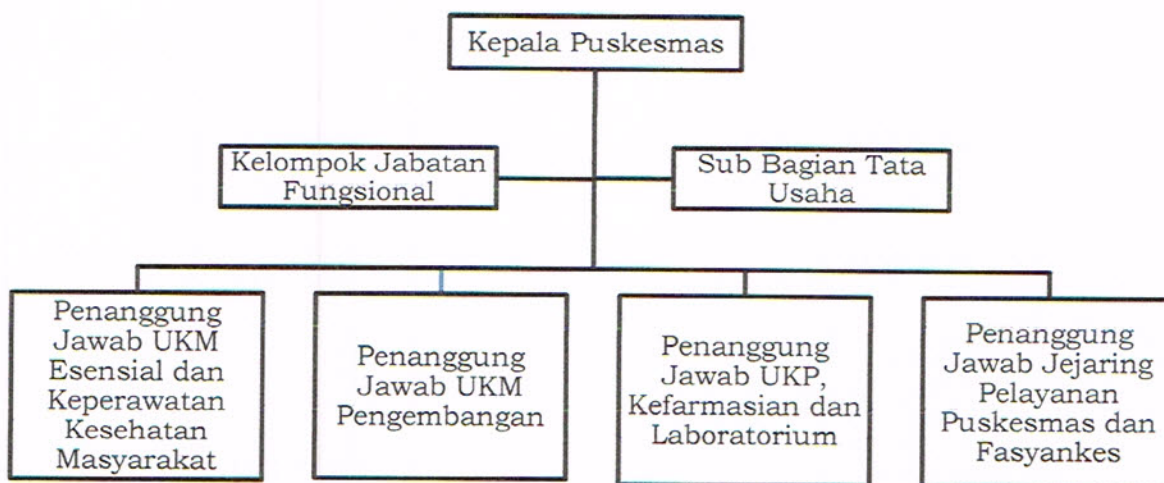 Kepala Puskesmas
Kelompok Jabatan
Fungsional
Sub Bagian Tata
Usaha
Penanggung
Jawab UKM
Esensial dan
Keperawatan
Kesehatan
Masyarakat
Penanggung
Jawab UKM
Pengembangan
Penanggung
Jawab UKP,
Kefarmasian dan
Laboratorium
Penanggung
Jawab Jejaring
Pelayanan
Puskesmas dan
Fasyankes